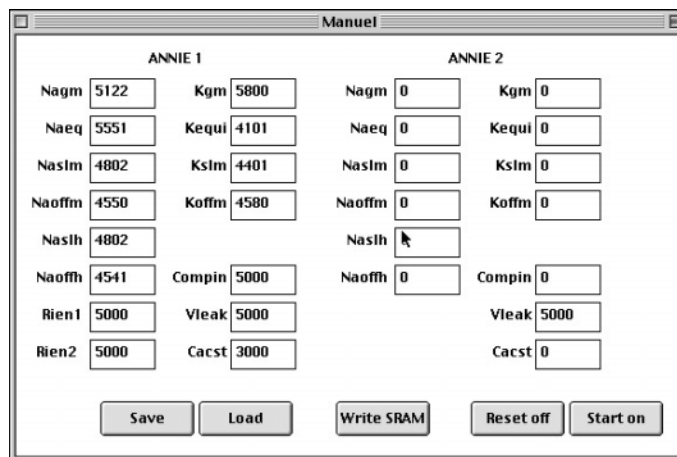 Manuel
ANNIE 1 ANNIE 2
Nagm 5122 Kgm 5800 Nagm 0 Kgm 0
Naeq 5551 Kequi 4101 Naeq 0 Kequi 0
Naslm 4802 Kslm 4401 Naslm 0 Kslm 0
Naoffm 4550 Koffm 4580 Naoffm 0 Koffm 0
Naslh 4802 Naslh
Naoffh 4541 Compin 5000 Naoffh 0 Compin 0
Rien1 5000 Vleak 5000 Vleak 5000
Rien2 5000 Cacst 3000 Cacst 0
Save Load Write SRAM Reset off Start on